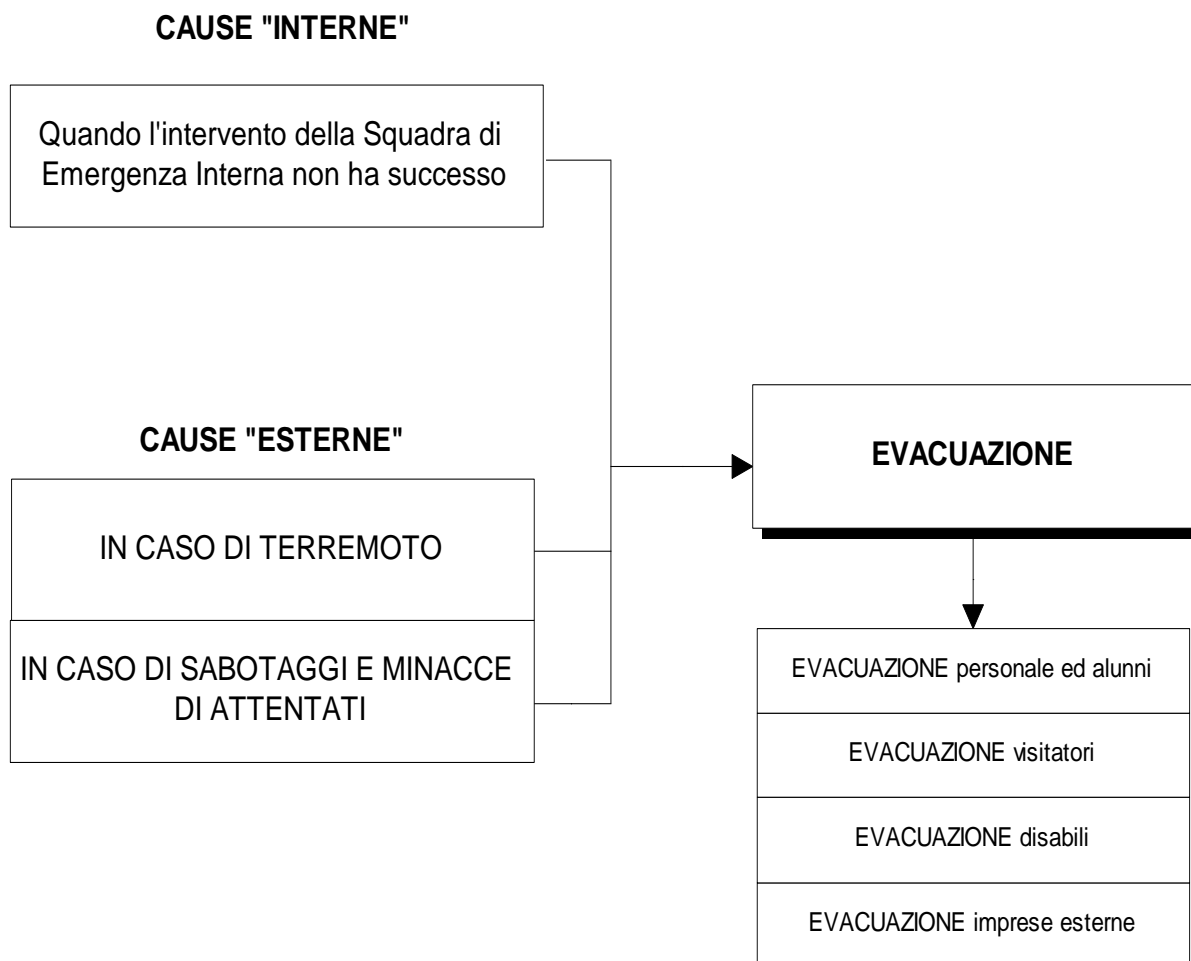 CAUSE "INTERNE"
Quando l'intervento della Squadra di
Emergenza Interna non ha successo
CAUSE "ESTERNE"
IN CASO DI TERREMOTO
IN CASO DI SABOTAGGI E MINACCE
DI ATTENTATI
EVACUAZIONE
EVACUAZIONE personale ed alunni
EVACUAZIONE visitatori
EVACUAZIONE disabili
EVACUAZIONE imprese esterne